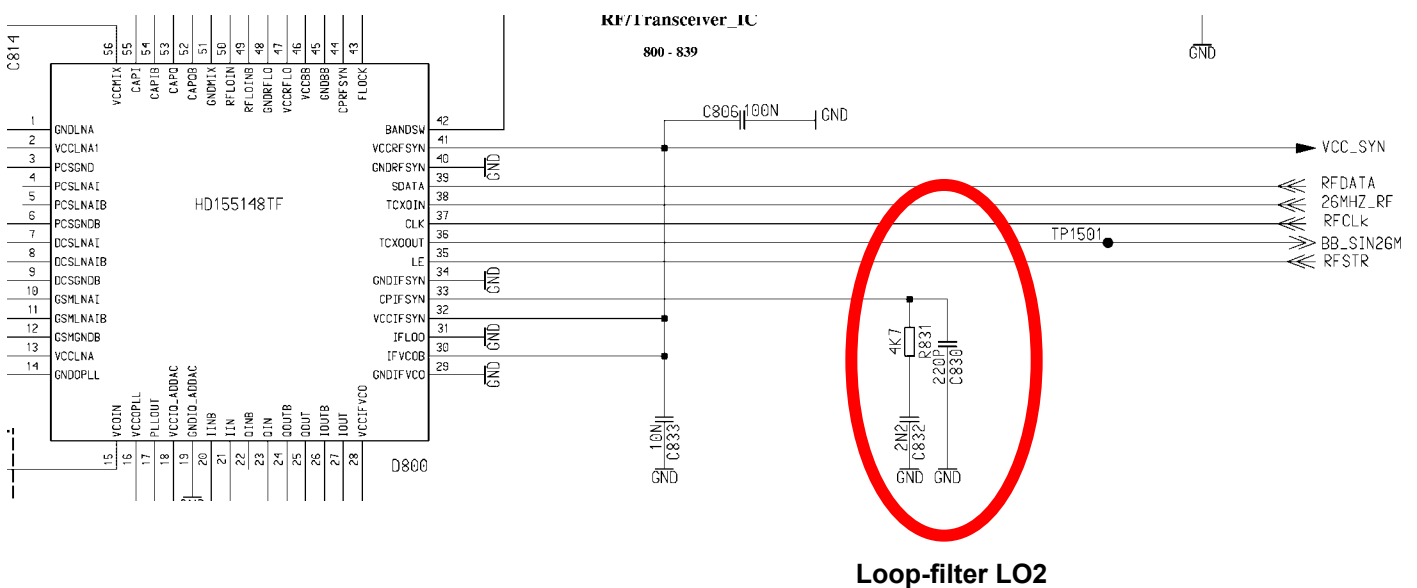 RF/Transceiver_IC
800 - 839
GND
C814
56 55 54 53 52 51 50 49 48 47 46 45 44 43
VCCMIX CAPI CAPIB CAPQ CAPQB GNDMIX RFLOIN RFLOINB GNDRFLO VCCRFLO VCCBB GNDBB CPRFSYN FLOCK
C806 100N GND
1 GNDLNA BANDSW 42
2 VCCLNA1 VCCRFSYN 41 VCC_SYN
3 PCSGND GNDRFSYN 40 GND
4 PCSLNAI SDATA 39 RFDATA
5 PCSLNAIB HD155148TF TCXOIN 38 26MHZ_RF
6 PCSGNDB CLK 37 RFCLk
7 DCSLNAI TCXOOUT 36 TP1501 BB_SIN26M
8 DCSLNAIB LE 35 RFSTR
9 DCSGNDB GNDIFSYN 34 GND
10 GSMLNAI CPIFSYN 33
11 GSMLNAIB VCCIFSYN 32
12 GSMGNDB IFLOO 31 GND
13 VCCLNA IFVCOB 30
14 GNDOPLL GNDIFVCO 29 GND
4K7 R831
220P C830
VCOIN VCCOPLL PLLOUT VCCIQ_ADDAC GNDIQ_ADDAC IINB IIN QINB QIN QOUTB QOUT IOUTB IOUT VCCIFVCO
15 16 17 18 19 20 21 22 23 24 25 26 27 28
D800
10N C833
GND
2N2 C832
GND GND
Loop-filter LO2